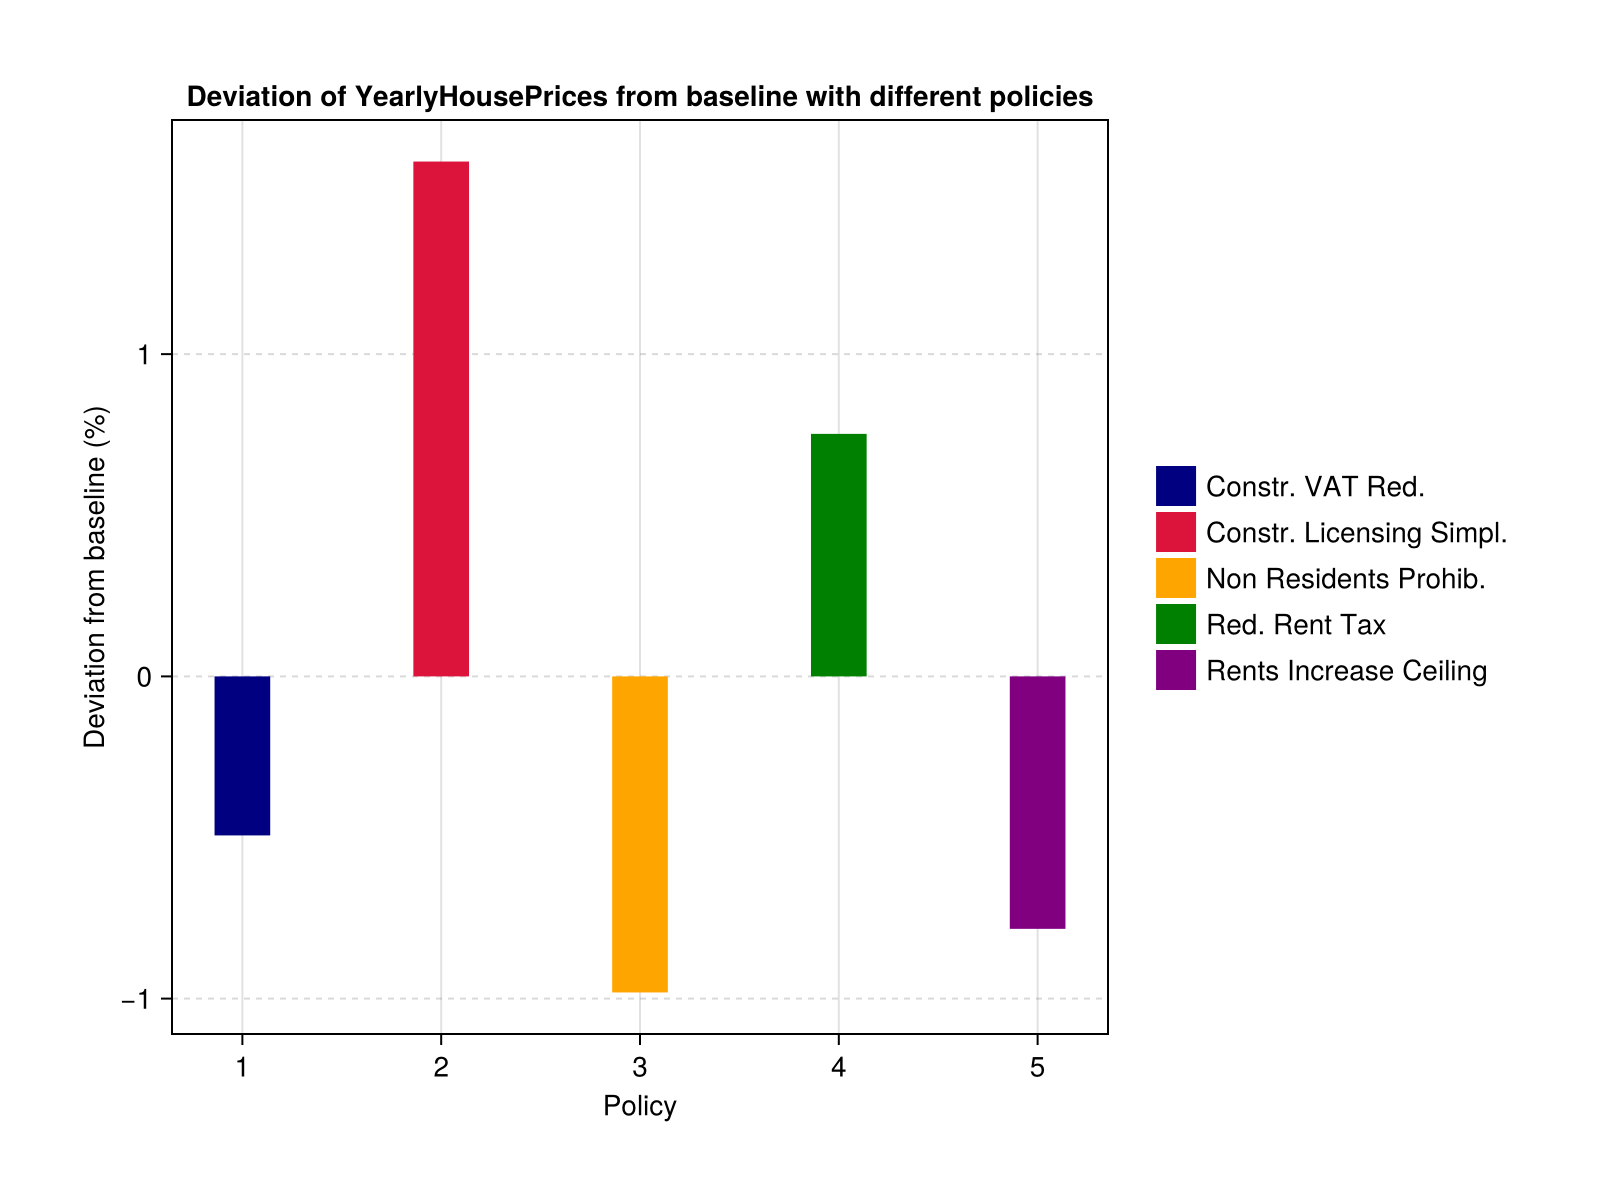 Deviation of YearlyHousePrices from baseline with different policies
Deviation from baseline (%)
1
0
−1
1 2 3 4 5
Policy
Constr. VAT Red.
Constr. Licensing Simpl.
Non Residents Prohib.
Red. Rent Tax
Rents Increase Ceiling